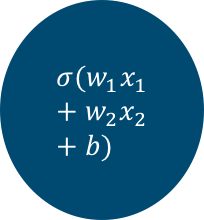 σ(w₁x₁
+ w₂x₂
+ b)